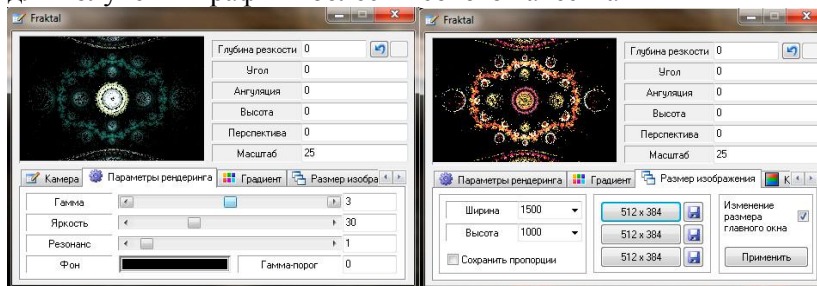 Fraktal
Глубина резкости 0
Угол 0
Ангуляция 0
Высота 0
Перспектива 0
Масштаб 25
Камера Параметры рендеринга Градиент Размер изобра
Гамма 3
Яркость 30
Резонанс 1
Фон Гамма-порог 0
Fraktal
Глубина резкости 0
Угол 0
Ангуляция 0
Высота 0
Перспектива 0
Масштаб 25
Параметры рендеринга Градиент Размер изображения К
Ширина 1500
Высота 1000
Сохранить пропорции
512 x 384
512 x 384
512 x 384
Изменение
размера
главного окна
Применить